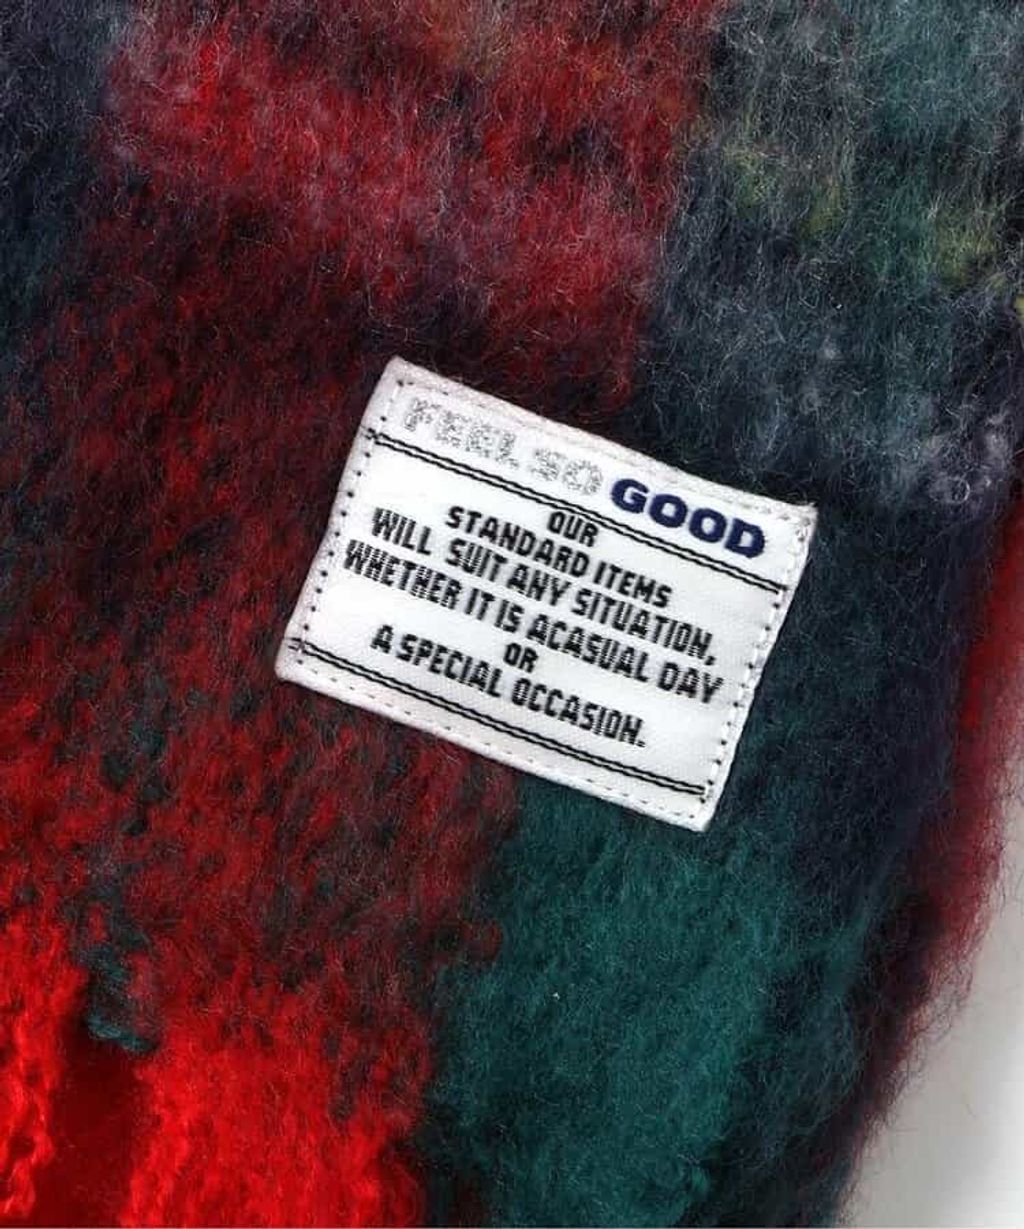 FEEL SO GOOD
OUR
STANDARD ITEMS
WILL SUIT ANY SITUATION,
WHETHER IT IS ACASUAL DAY
OR
A SPECIAL OCCASION.